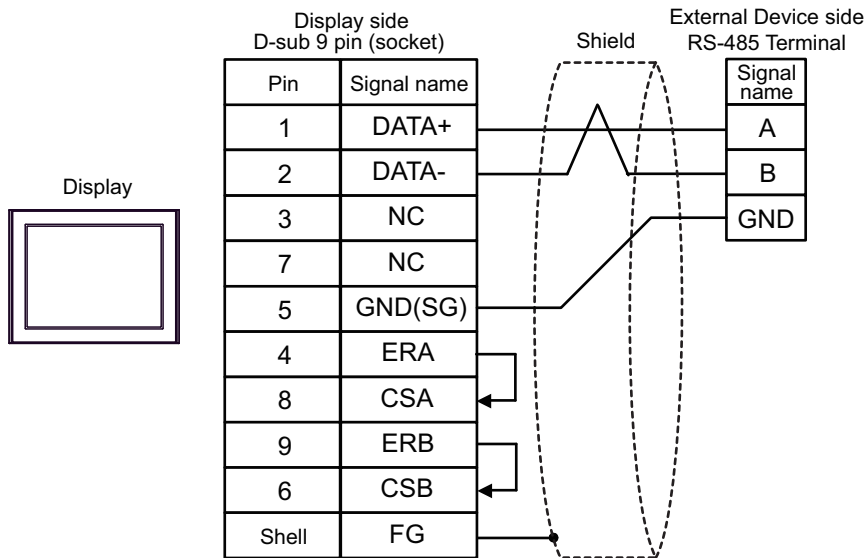 Display side
D-sub 9 pin (socket)
Shield
External Device side
RS-485 Terminal
Display
Pin Signal name
1 DATA+
2 DATA-
3 NC
7 NC
5 GND(SG)
4 ERA
8 CSA
9 ERB
6 CSB
Shell FG
Signal
name
A
B
GND